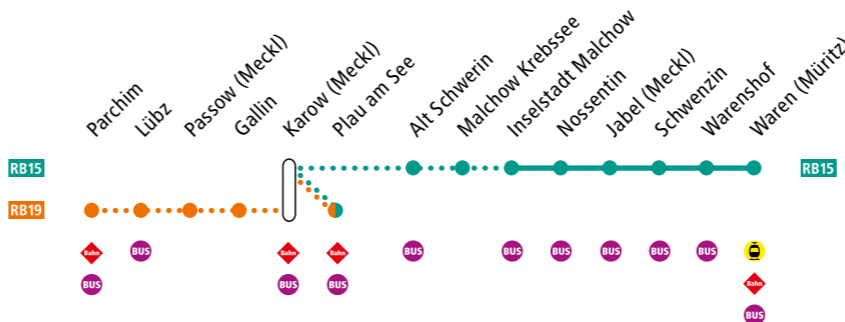 Parchim
Lübz
Passow (Meckl)
Gallin
Karow (Meckl)
Plau am See
Alt Schwerin
Malchow Krebssee
Inselstadt Malchow
Nossentin
Jabel (Meckl)
Schwenzin
Warenshof
Waren (Müritz)
RB15 RB15
RB19
Bahn BUS Bahn Bahn BUS BUS BUS BUS BUS BUS
BUS BUS BUS Bahn
BUS